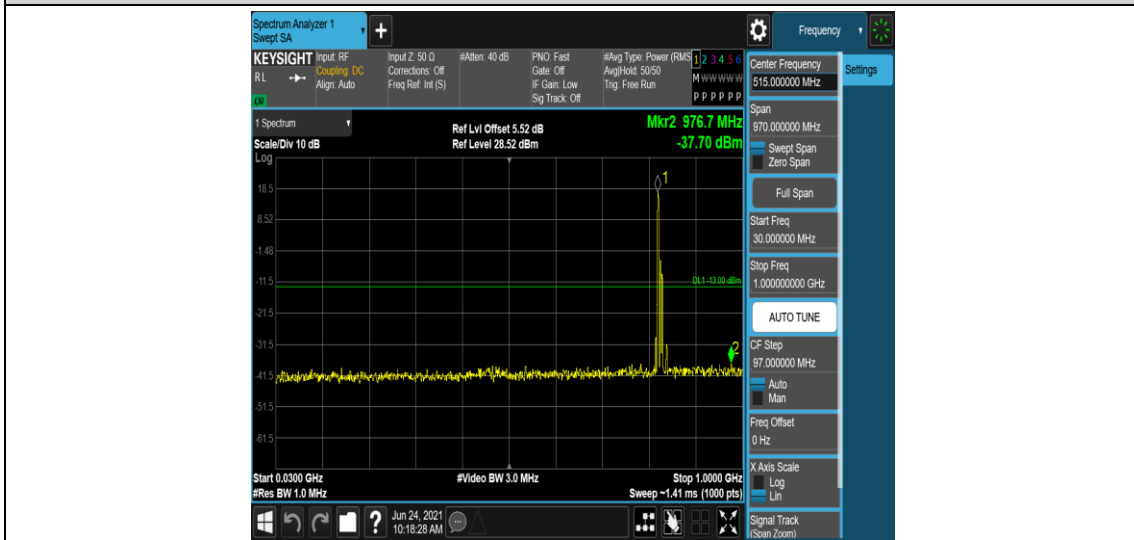 Spectrum Analyzer 1
Swept SA
+
Frequency
KEYSIGHT
RL
Input: RF
Coupling: DC
Align: Auto
Input Z: 50 Ω
Corrections: Off
Freq Ref: Int (S)
#Atten: 40 dB
PNO: Fast
Gate: Off
IF Gain: Low
Sig Track: Off
#Avg Type: Power (RMS
Avg|Hold: 50/50
Trig: Free Run
1 2 3 4 5 6
M W W W W W
P P P P P P
Center Frequency
515.000000 MHz
Settings
Span
970.000000 MHz
Swept Span
Zero Span
Full Span
Start Freq
30.000000 MHz
Stop Freq
1.000000000 GHz
AUTO TUNE
CF Step
97.000000 MHz
Auto
Man
Freq Offset
0 Hz
X Axis Scale
Log
Lin
Signal Track
(Span Zoom)
1 Spectrum
Scale/Div 10 dB
Log
Ref Lvl Offset 5.52 dB
Ref Level 28.52 dBm
Mkr2 976.7 MHz
-37.70 dBm
1
18.5
8.52
-1.48
-11.5
DL1 -13.00 dBm
-21.5
-31.5
2
-41.5
-51.5
-61.5
Start 0.0300 GHz
#Res BW 1.0 MHz
#Video BW 3.0 MHz
Stop 1.0000 GHz
Sweep ~1.41 ms (1000 pts)
?
Jun 24, 2021
10:18:28 AM